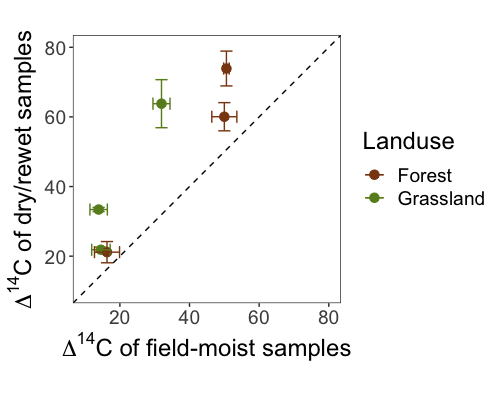 Δ¹⁴C of dry/rewet samples
80
60
40
20
20 40 60 80
Δ¹⁴C of field-moist samples
Landuse
Forest
Grassland